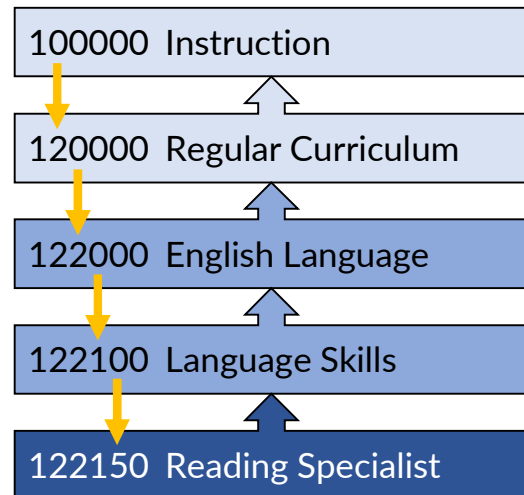 100000 Instruction
120000 Regular Curriculum
122000 English Language
122100 Language Skills
122150 Reading Specialist